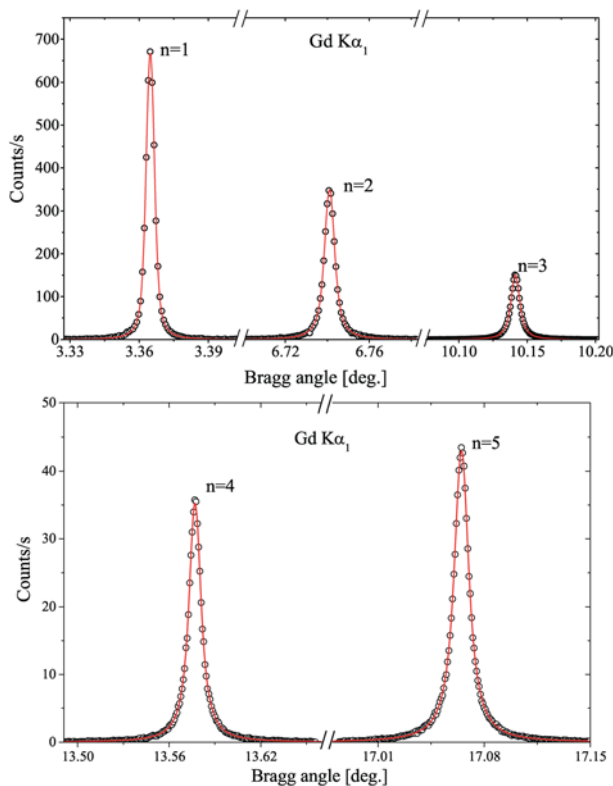 Gd Kα₁
n=1
n=2
n=3
Counts/s
700
600
500
400
300
200
100
0
3.33 3.36 3.39 6.72 6.76 10.10 10.15 10.20
Bragg angle [deg.]
Gd Kα₁
n=4
n=5
Counts/s
50
40
30
20
10
0
13.50 13.56 13.62 17.01 17.08 17.15
Bragg angle [deg.]